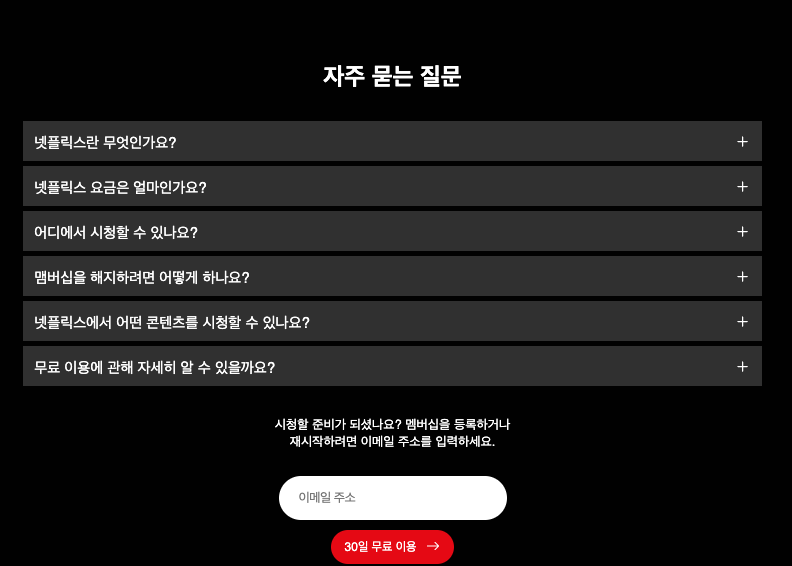 자주 묻는 질문
넷플릭스란 무엇인가요?
넷플릭스 요금은 얼마인가요?
어디에서 시청할 수 있나요?
맴버십을 해지하려면 어떻게 하나요?
넷플릭스에서 어떤 콘텐츠를 시청할 수 있나요?
무료 이용에 관해 자세히 알 수 있을까요?
시청할 준비가 되셨나요? 멤버십을 등록하거나
재시작하려면 이메일 주소를 입력하세요.
이메일 주소
30일 무료 이용 →